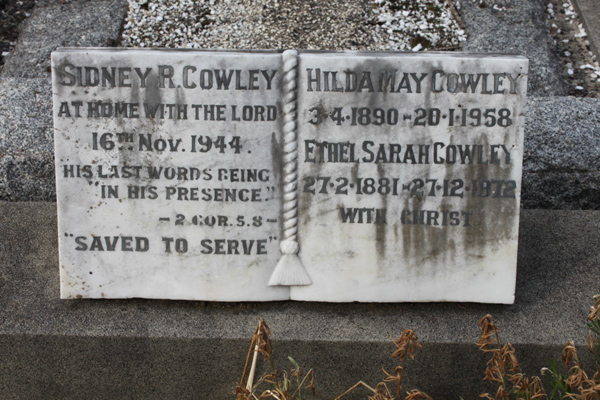 SIDNEY R. COWLEY
AT HOME WITH THE LORD
16TH NOV. 1944.
HIS LAST WORDS BEING
"IN HIS PRESENCE."
- 2 COR. 5. 8 -
"SAVED TO SERVE"
HILDA MAY COWLEY
3·4·1890 - 20·1·1958
ETHEL SARAH COWLEY
27·2·1881 - 27·12·1972
WITH CHRIST.